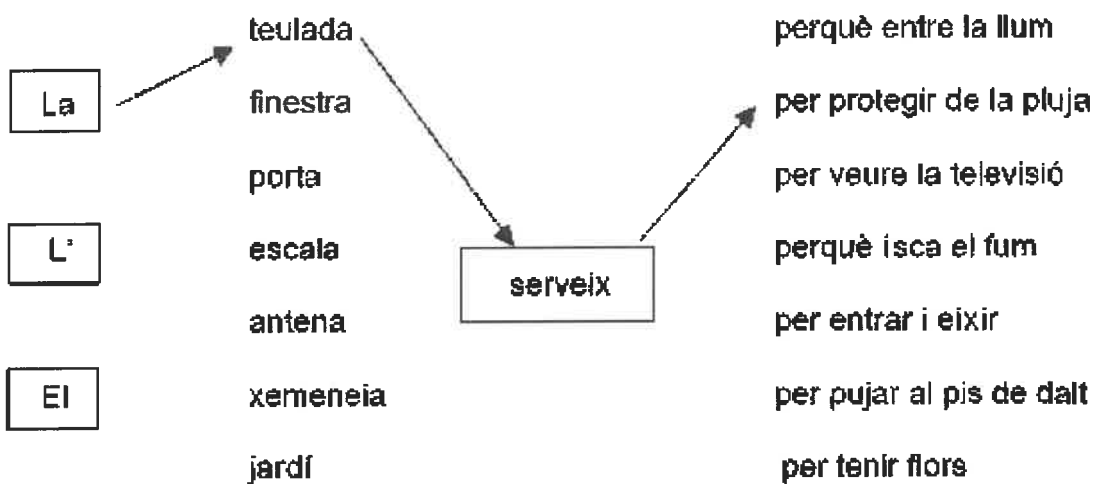 teulada perquè entre la llum
La finestra per protegir de la pluja
porta per veure la televisió
L' escala perquè isca el fum
serveix
antena per entrar i eixir
El xemeneia per pujar al pis de dalt
jardí per tenir flors